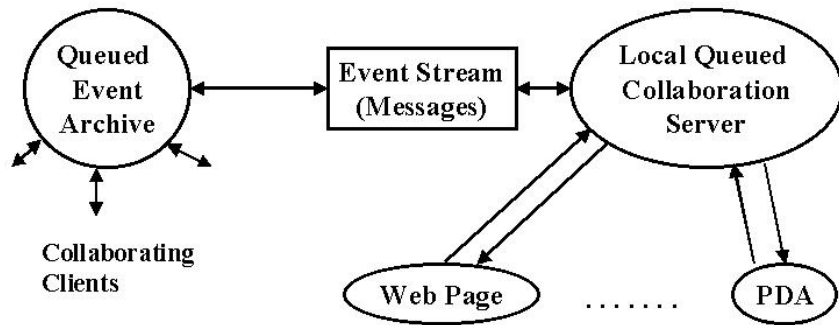 Queued
Event
Archive
Event Stream
(Messages)
Local Queued
Collaboration
Server
Collaborating
Clients
Web Page
.......
PDA